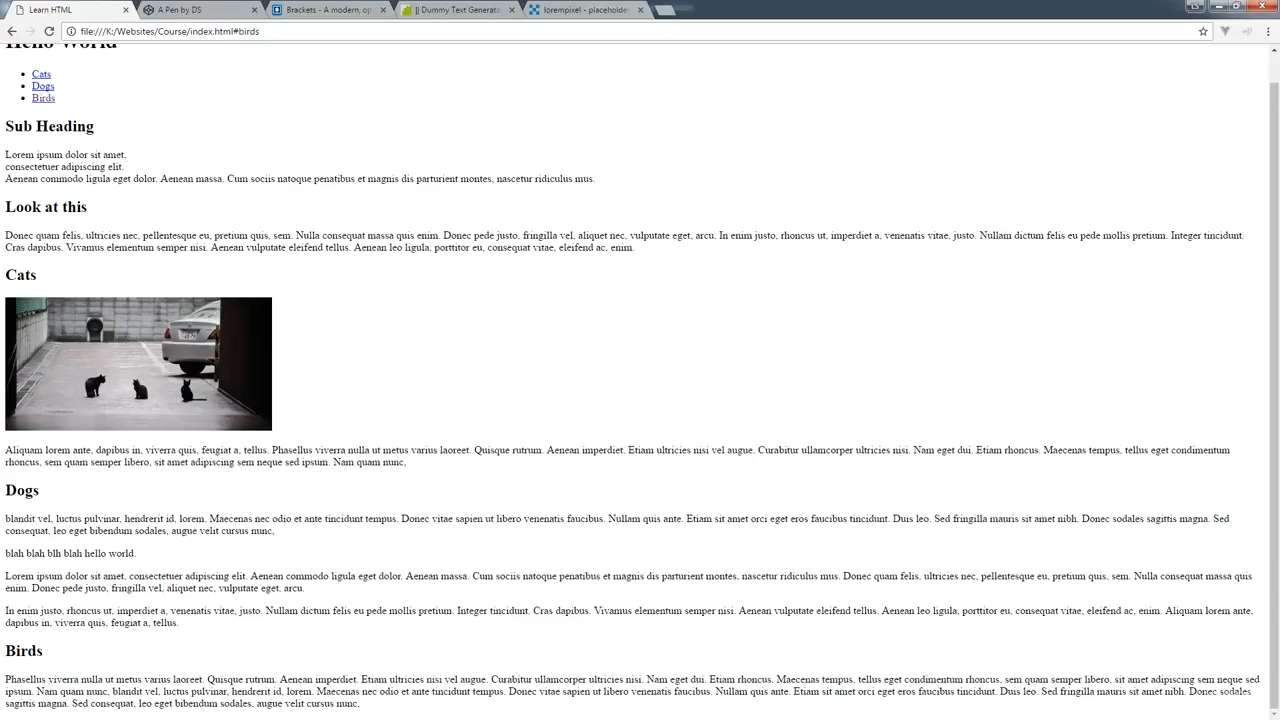 Learn HTML
A Pen by DS
Brackets - A modern, op
|| Dummy Text Generato
lorempixel - placeholde
file:///K:/Websites/Course/index.html#birds
Hello World
Cats
Dogs
Birds
Sub Heading
Lorem ipsum dolor sit amet,
consectetuer adipiscing elit.
Aenean commodo ligula eget dolor. Aenean massa. Cum sociis natoque penatibus et magnis dis parturient montes, nascetur ridiculus mus.
Look at this
Donec quam felis, ultricies nec, pellentesque eu, pretium quis, sem. Nulla consequat massa quis enim. Donec pede justo, fringilla vel, aliquet nec, vulputate eget, arcu. In enim justo, rhoncus ut, imperdiet a, venenatis vitae, justo. Nullam dictum felis eu pede mollis pretium. Integer tincidunt.
Cras dapibus. Vivamus elementum semper nisi. Aenean vulputate eleifend tellus. Aenean leo ligula, porttitor eu, consequat vitae, eleifend ac, enim.
Cats
Aliquam lorem ante, dapibus in, viverra quis, feugiat a, tellus. Phasellus viverra nulla ut metus varius laoreet. Quisque rutrum. Aenean imperdiet. Etiam ultricies nisi vel augue. Curabitur ullamcorper ultricies nisi. Nam eget dui. Etiam rhoncus. Maecenas tempus, tellus eget condimentum
rhoncus, sem quam semper libero, sit amet adipiscing sem neque sed ipsum. Nam quam nunc,
Dogs
blandit vel, luctus pulvinar, hendrerit id, lorem. Maecenas nec odio et ante tincidunt tempus. Donec vitae sapien ut libero venenatis faucibus. Nullam quis ante. Etiam sit amet orci eget eros faucibus tincidunt. Duis leo. Sed fringilla mauris sit amet nibh. Donec sodales sagittis magna. Sed
consequat, leo eget bibendum sodales, augue velit cursus nunc,
blah blah blh blah hello world.
Lorem ipsum dolor sit amet, consectetuer adipiscing elit. Aenean commodo ligula eget dolor. Aenean massa. Cum sociis natoque penatibus et magnis dis parturient montes, nascetur ridiculus mus. Donec quam felis, ultricies nec, pellentesque eu, pretium quis, sem. Nulla consequat massa quis
enim. Donec pede justo, fringilla vel, aliquet nec, vulputate eget, arcu.
In enim justo, rhoncus ut, imperdiet a, venenatis vitae, justo. Nullam dictum felis eu pede mollis pretium. Integer tincidunt. Cras dapibus. Vivamus elementum semper nisi. Aenean vulputate eleifend tellus. Aenean leo ligula, porttitor eu, consequat vitae, eleifend ac, enim. Aliquam lorem ante,
dapibus in, viverra quis, feugiat a, tellus.
Birds
Phasellus viverra nulla ut metus varius laoreet. Quisque rutrum. Aenean imperdiet. Etiam ultricies nisi vel augue. Curabitur ullamcorper ultricies nisi. Nam eget dui. Etiam rhoncus. Maecenas tempus, tellus eget condimentum rhoncus, sem quam semper libero, sit amet adipiscing sem neque sed
ipsum. Nam quam nunc, blandit vel, luctus pulvinar, hendrerit id, lorem. Maecenas nec odio et ante tincidunt tempus. Donec vitae sapien ut libero venenatis faucibus. Nullam quis ante. Etiam sit amet orci eget eros faucibus tincidunt. Duis leo. Sed fringilla mauris sit amet nibh. Donec sodales
sagittis magna. Sed consequat, leo eget bibendum sodales, augue velit cursus nunc,